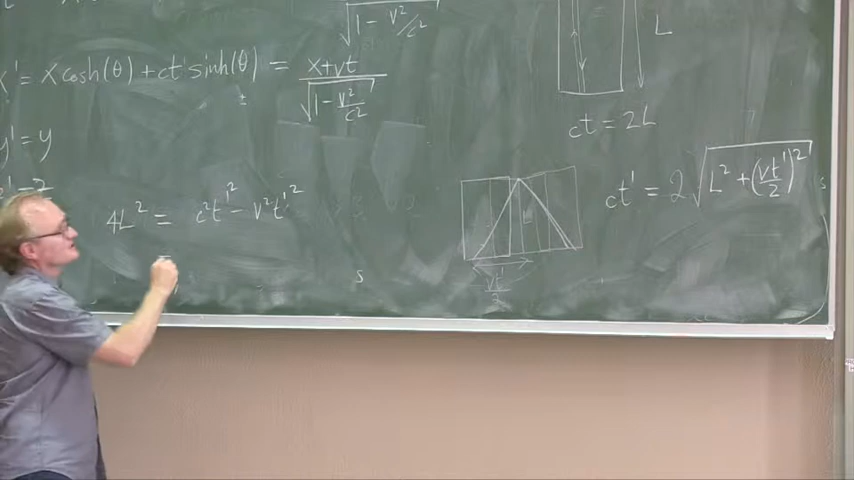 √(1 - v²/c²)
x' = x cosh(θ) + ct sinh(θ) = (x+vt)/√(1 - v²/c²)
±
y' = y
4L² = c²t'² - v²t'²
L
ct = 2L
ct' = 2√(L² + (vt'/2)²)
L
vt'/2
s
s